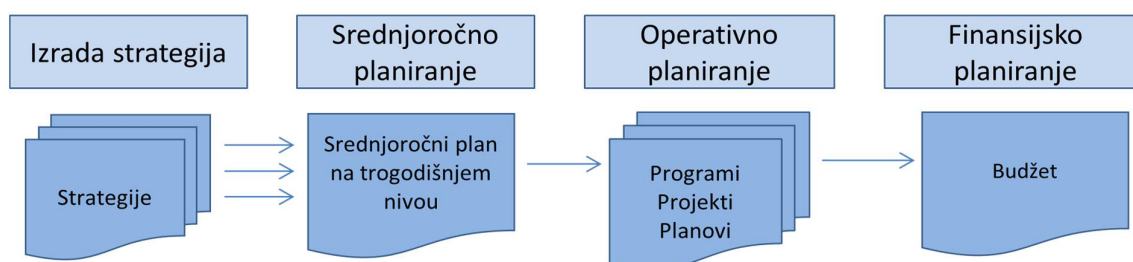 Izrada strategija
Srednjoročno
planiranje
Operativno
planiranje
Finansijsko
planiranje
Strategije
Srednjoročni plan
na trogodišnjem
nivou
Programi
Projekti
Planovi
Budžet